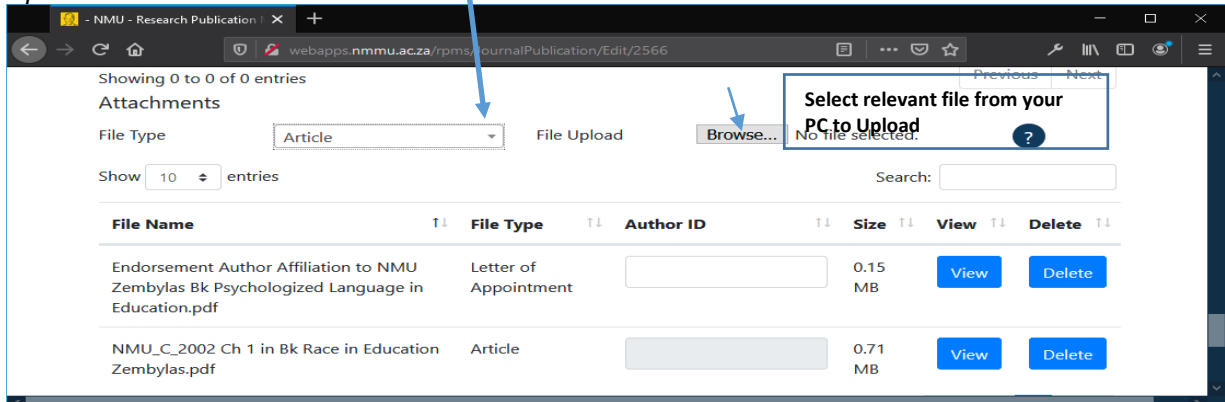 - NMU - Research Publication
webapps.nmmu.ac.za/rpms/JournalPublication/Edit/2566
Showing 0 to 0 of 0 entries
Previous Next
Attachments
Select relevant file from your
PC to Upload
File Type Article File Upload Browse... No file selected. ?
Show 10 entries Search:
File Name File Type Author ID Size View Delete
Endorsement Author Affiliation to NMU Letter of 0.15 View Delete
Zembylas Bk Psychologized Language in Appointment MB
Education.pdf
NMU_C_2002 Ch 1 in Bk Race in Education Article 0.71 View Delete
Zembylas.pdf MB